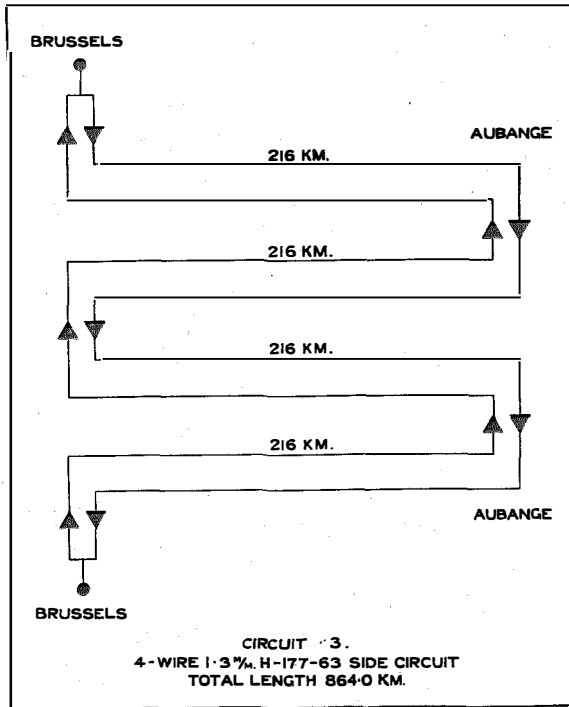 BRUSSELS
AUBANGE
216 KM.
216 KM.
216 KM.
216 KM.
AUBANGE
BRUSSELS
CIRCUIT 3.
4-WIRE 1·3 M/M. H-177-63 SIDE CIRCUIT
TOTAL LENGTH 864·0 KM.